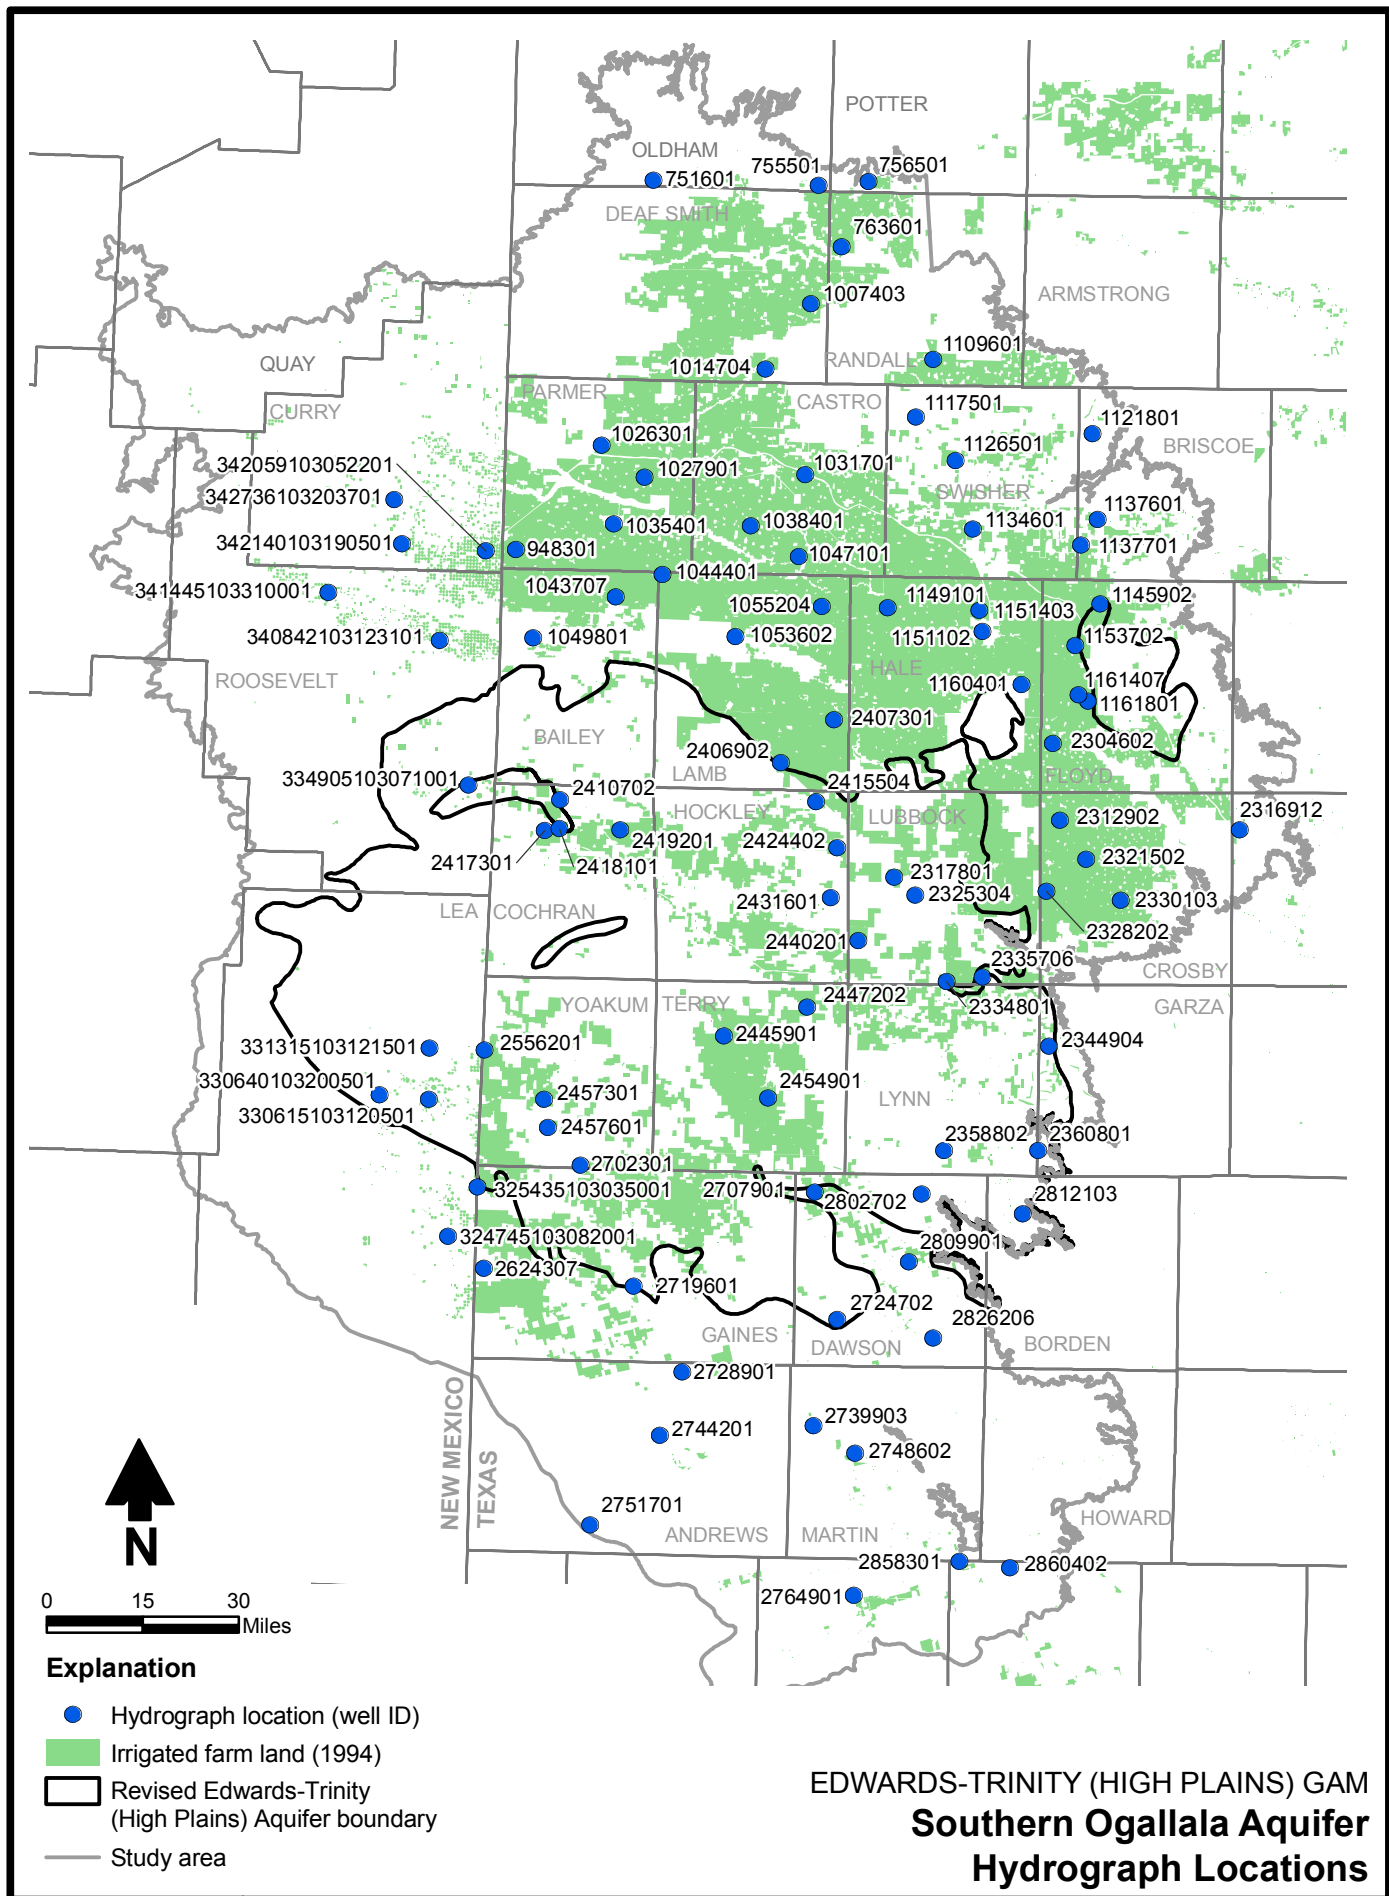 POTTER
OLDHAM
755501
756501
751601
DEAF SMITH
763601
1007403
ARMSTRONG
1109601
QUAY
1014704
RANDALL
PARMER
CASTRO
CURRY
1117501
1121801
1026301
1126501
BRISCOE
342059103052201
1027901
1031701
342736103203701
SWISHER
1137601
1035401
1038401
1134601
342140103190501
948301
1047101
1137701
1044401
341445103310001
1043707
1055204
1149101
1151403
1145902
340842103123101
1049801
1053602
1151102
1153702
HALE
ROOSEVELT
1160401
1161407
1161801
2407301
BAILEY
2406902
2304602
334905103071001
LAMB
2415504
FLOYD
2410702
HOCKLEY
LUBBOCK
2316912
2312902
2419201
2424402
2417301
2418101
2317801
2321502
2431601
2325304
2330103
LEA
COCHRAN
2328202
2440201
2335706
CROSBY
YOAKUM
TERRY
2447202
2334801
GARZA
331315103121501
2556201
2445901
2344904
330640103200501
2457301
2454901
LYNN
330615103120501
2457601
2358802
2360801
2702301
325435103035001
2707901
2802702
2812103
324745103082001
2809901
2624307
2719601
2724702
2826206
GAINES
DAWSON
BORDEN
2728901
NEW MEXICO
TEXAS
2739903
2744201
2748602
2751701
ANDREWS
MARTIN
HOWARD
N
2858301
2860402
2764901
0 15 30
Miles
Explanation
Hydrograph location (well ID)
Irrigated farm land (1994)
Revised Edwards-Trinity
(High Plains) Aquifer boundary
Study area
EDWARDS-TRINITY (HIGH PLAINS) GAM
Southern Ogallala Aquifer
Hydrograph Locations